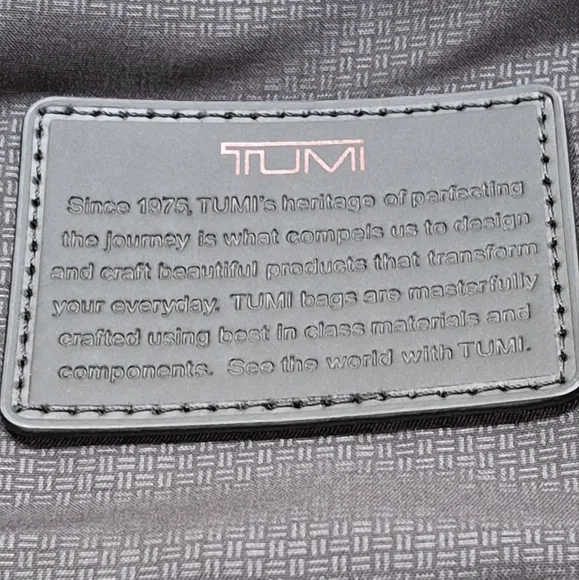 TUMI
Since 1975, TUMI's heritage of perfecting
the journey is what compels us to design
and craft beautiful products that transform
your everyday. TUMI bags are masterfully
crafted using best in class materials and
components. See the world with TUMI.